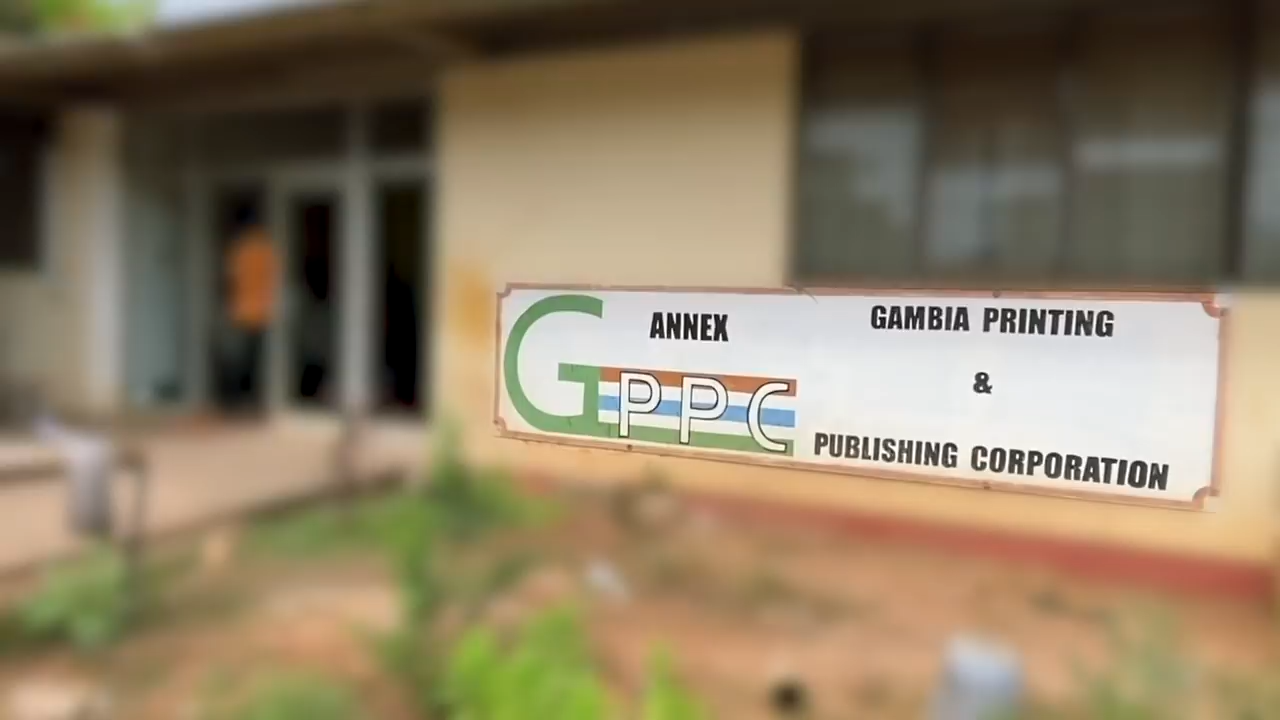 ANNEX
GPPC
GAMBIA PRINTING
&
PUBLISHING CORPORATION